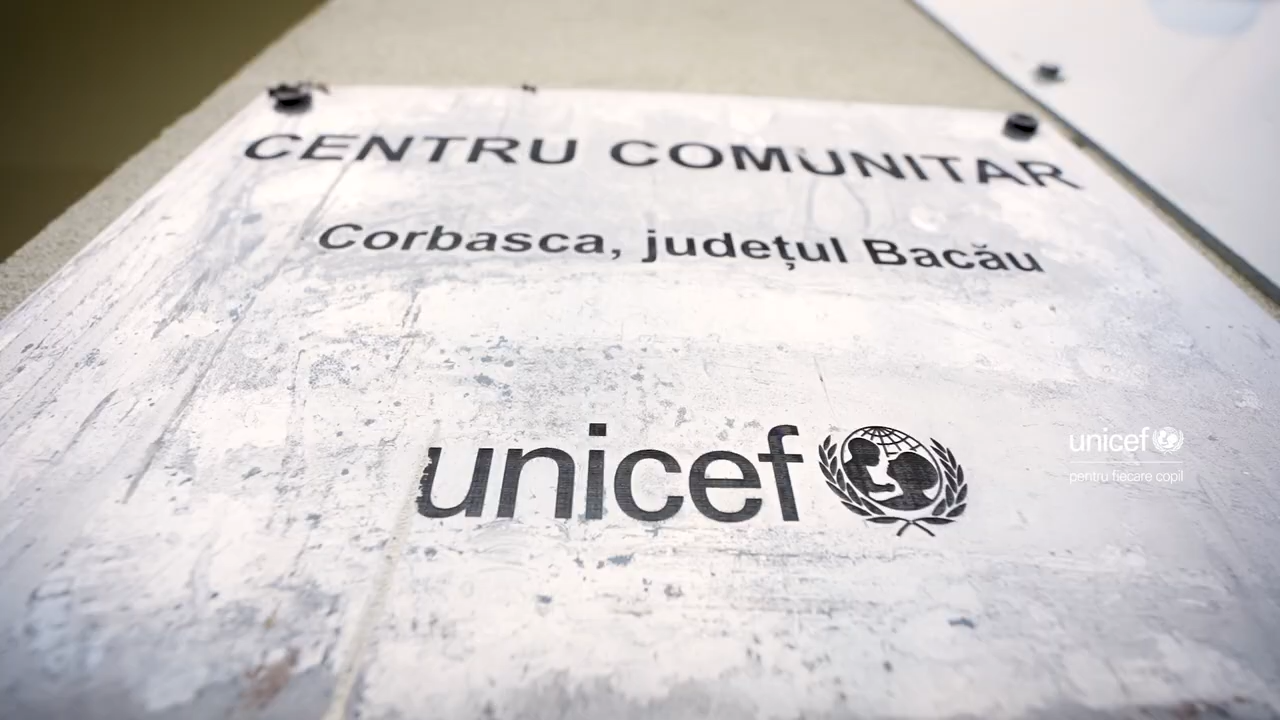 CENTRU COMUNITAR
Corbasca, județul Bacău
unicef
unicef
pentru fiecare copil